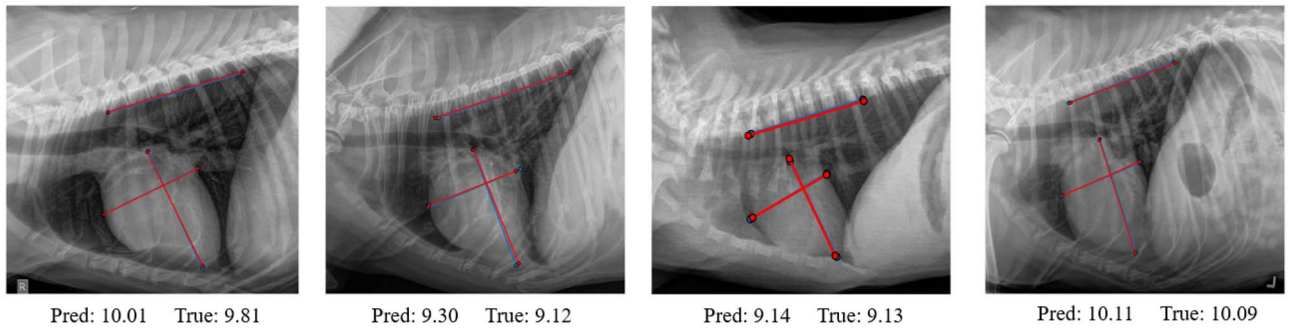 R
Pred: 10.01 True: 9.81
Pred: 9.30 True: 9.12
Pred: 9.14 True: 9.13
Pred: 10.11 True: 10.09